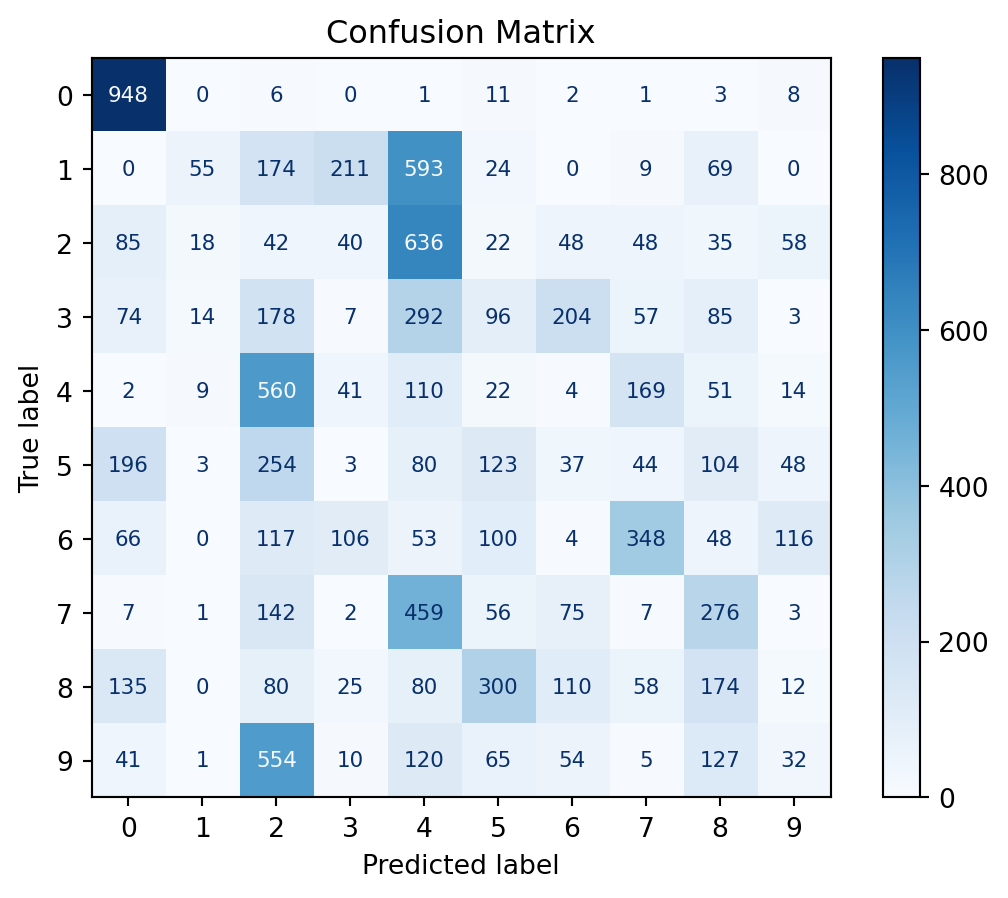 Confusion Matrix
True label
0 948 0 6 0 1 11 2 1 3 8
1 0 55 174 211 593 24 0 9 69 0
2 85 18 42 40 636 22 48 48 35 58
3 74 14 178 7 292 96 204 57 85 3
4 2 9 560 41 110 22 4 169 51 14
5 196 3 254 3 80 123 37 44 104 48
6 66 0 117 106 53 100 4 348 48 116
7 7 1 142 2 459 56 75 7 276 3
8 135 0 80 25 80 300 110 58 174 12
9 41 1 554 10 120 65 54 5 127 32
0 1 2 3 4 5 6 7 8 9
Predicted label
800
600
400
200
0